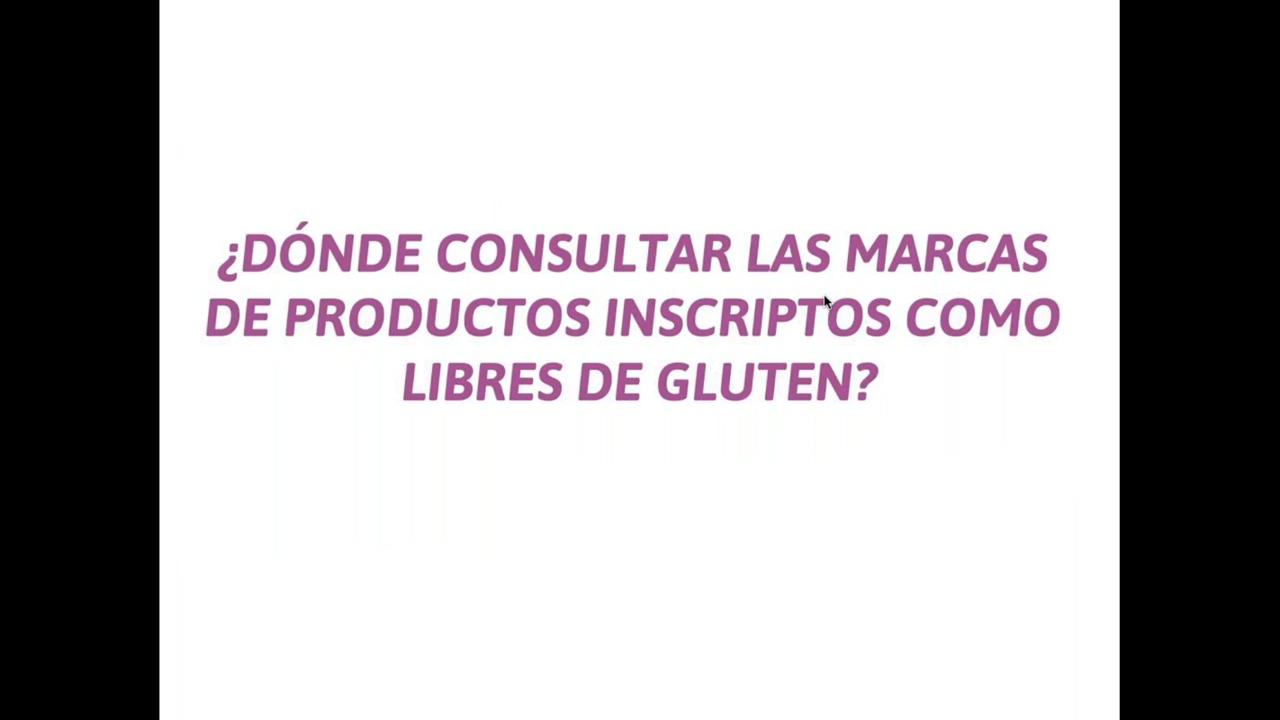 ¿DÓNDE CONSULTAR LAS MARCAS
DE PRODUCTOS INSCRIPTOS COMO
LIBRES DE GLUTEN?